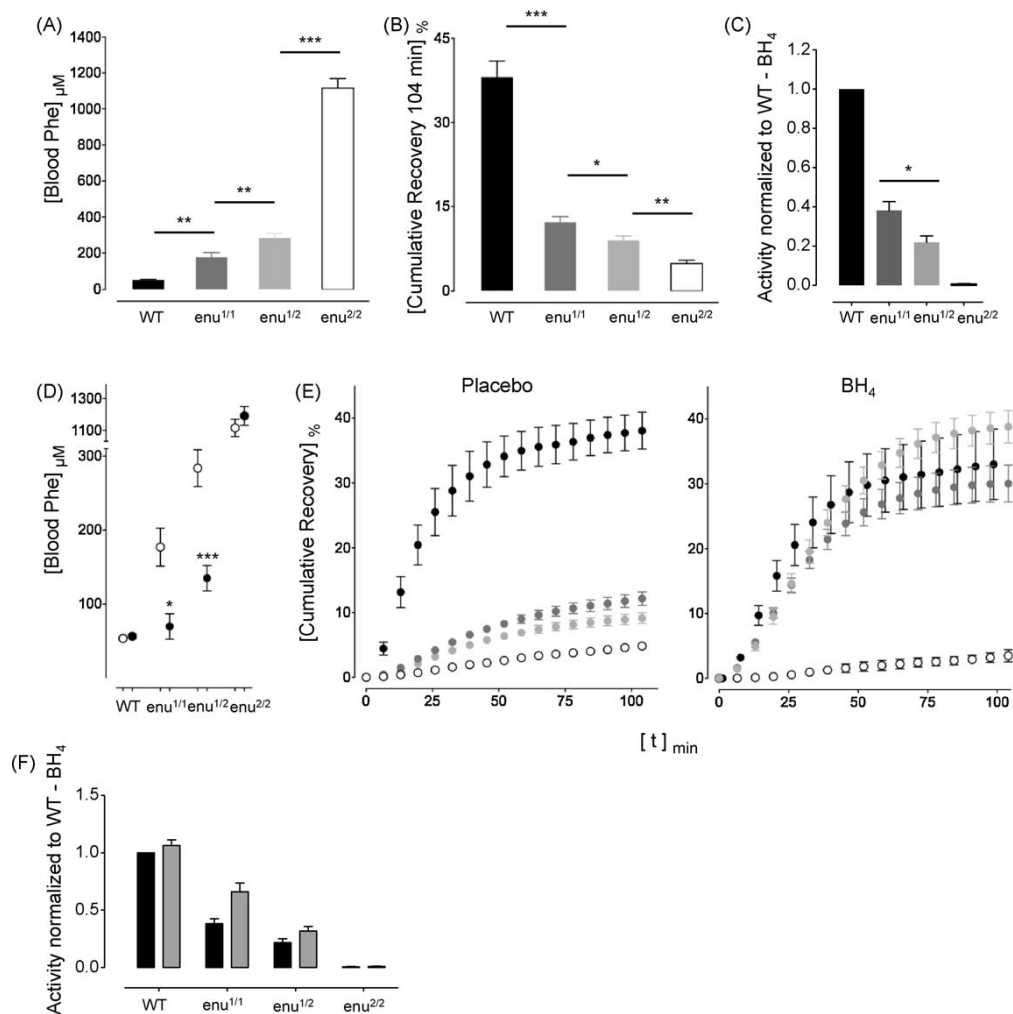 (A)
[Blood Phe] µM
1400
1200
1000
800
600
400
200
0
**
**
***
WT enu1/1 enu1/2 enu2/2
(B)
[Cumulative Recovery 104 min] %
45
30
15
0
***
*
**
WT enu1/1 enu1/2 enu2/2
(C)
Activity normalized to WT - BH4
1.2
1.0
0.8
0.6
0.4
0.2
0.0
*
WT enu1/1 enu1/2 enu2/2
(D)
[Blood Phe] µM
1300
1100
300
200
100
*
***
WT enu1/1 enu1/2 enu2/2
(E)
Placebo
[Cumulative Recovery] %
40
30
20
10
0
0 25 50 75 100
BH4
40
30
20
10
0
0 25 50 75 100
[ t ] min
(F)
Activity normalized to WT - BH4
1.5
1.0
0.5
0.0
WT enu1/1 enu1/2 enu2/2